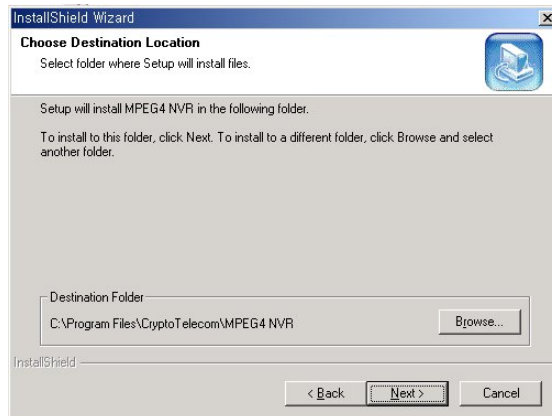 InstallShield Wizard
Choose Destination Location
Select folder where Setup will install files.
Setup will install MPEG4 NVR in the following folder.
To install to this folder, click Next. To install to a different folder, click Browse and select
another folder.
Destination Folder
C:\Program Files\CryptoTelecom\MPEG4 NVR
Browse...
InstallShield
< Back
Next >
Cancel